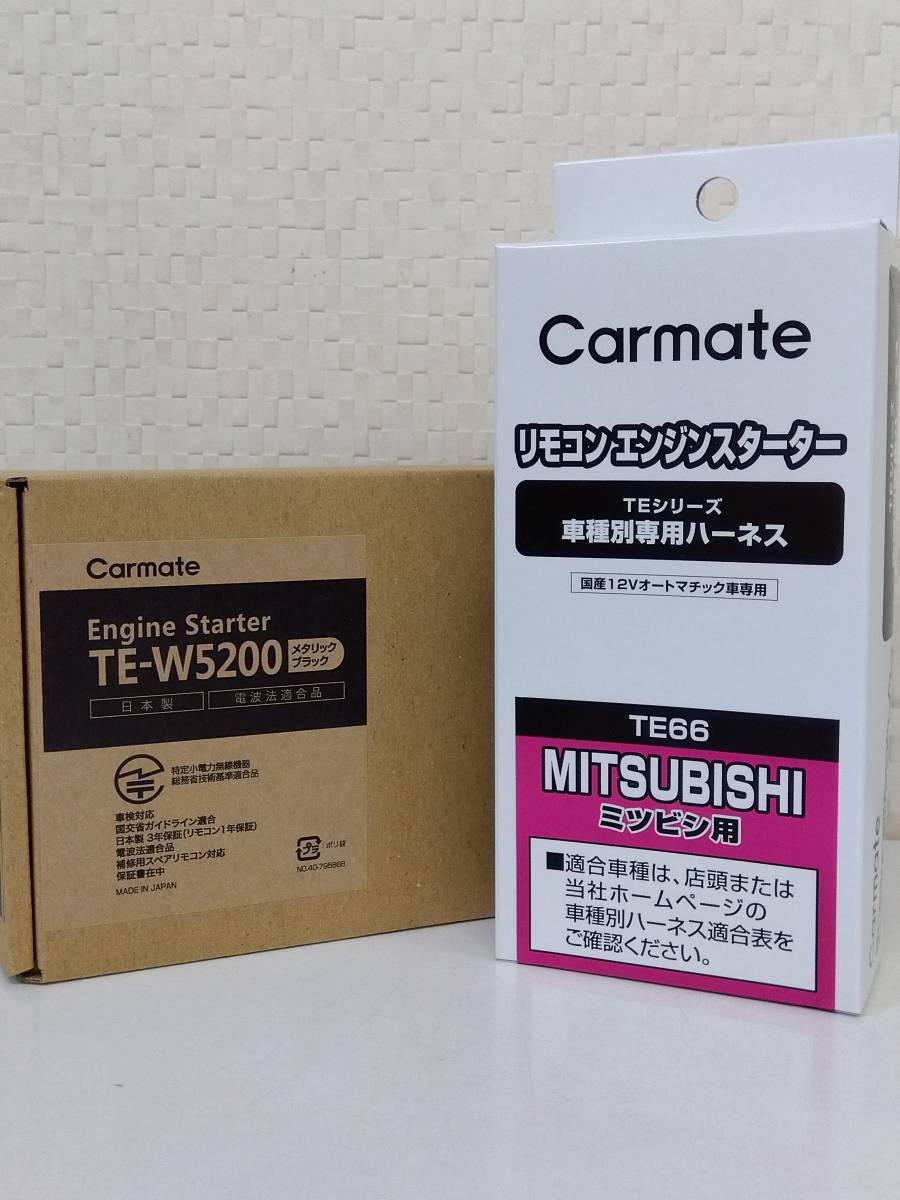 Carmate
Engine Starter
TE-W5200
メタリック
ブラック
日本製
電波法適合品
特定小電力無線機器
総務省技術基準適合品
車検対応
国交省ガイドライン適合
日本製 3年保証(リモコン1年保証)
電波法適合品
補修用スペアリモコン対応
保証書在中
MADE IN JAPAN
プラ
:ポリ袋
NO.40-795868
Carmate
リモコン エンジンスターター
TEシリーズ
車種別専用ハーネス
国産12Vオートマチック車専用
TE66
MITSUBISHI
ミツビシ用
■適合車種は、店頭または
当社ホームページの
車種別ハーネス適合表を
ご確認ください。
Carmate